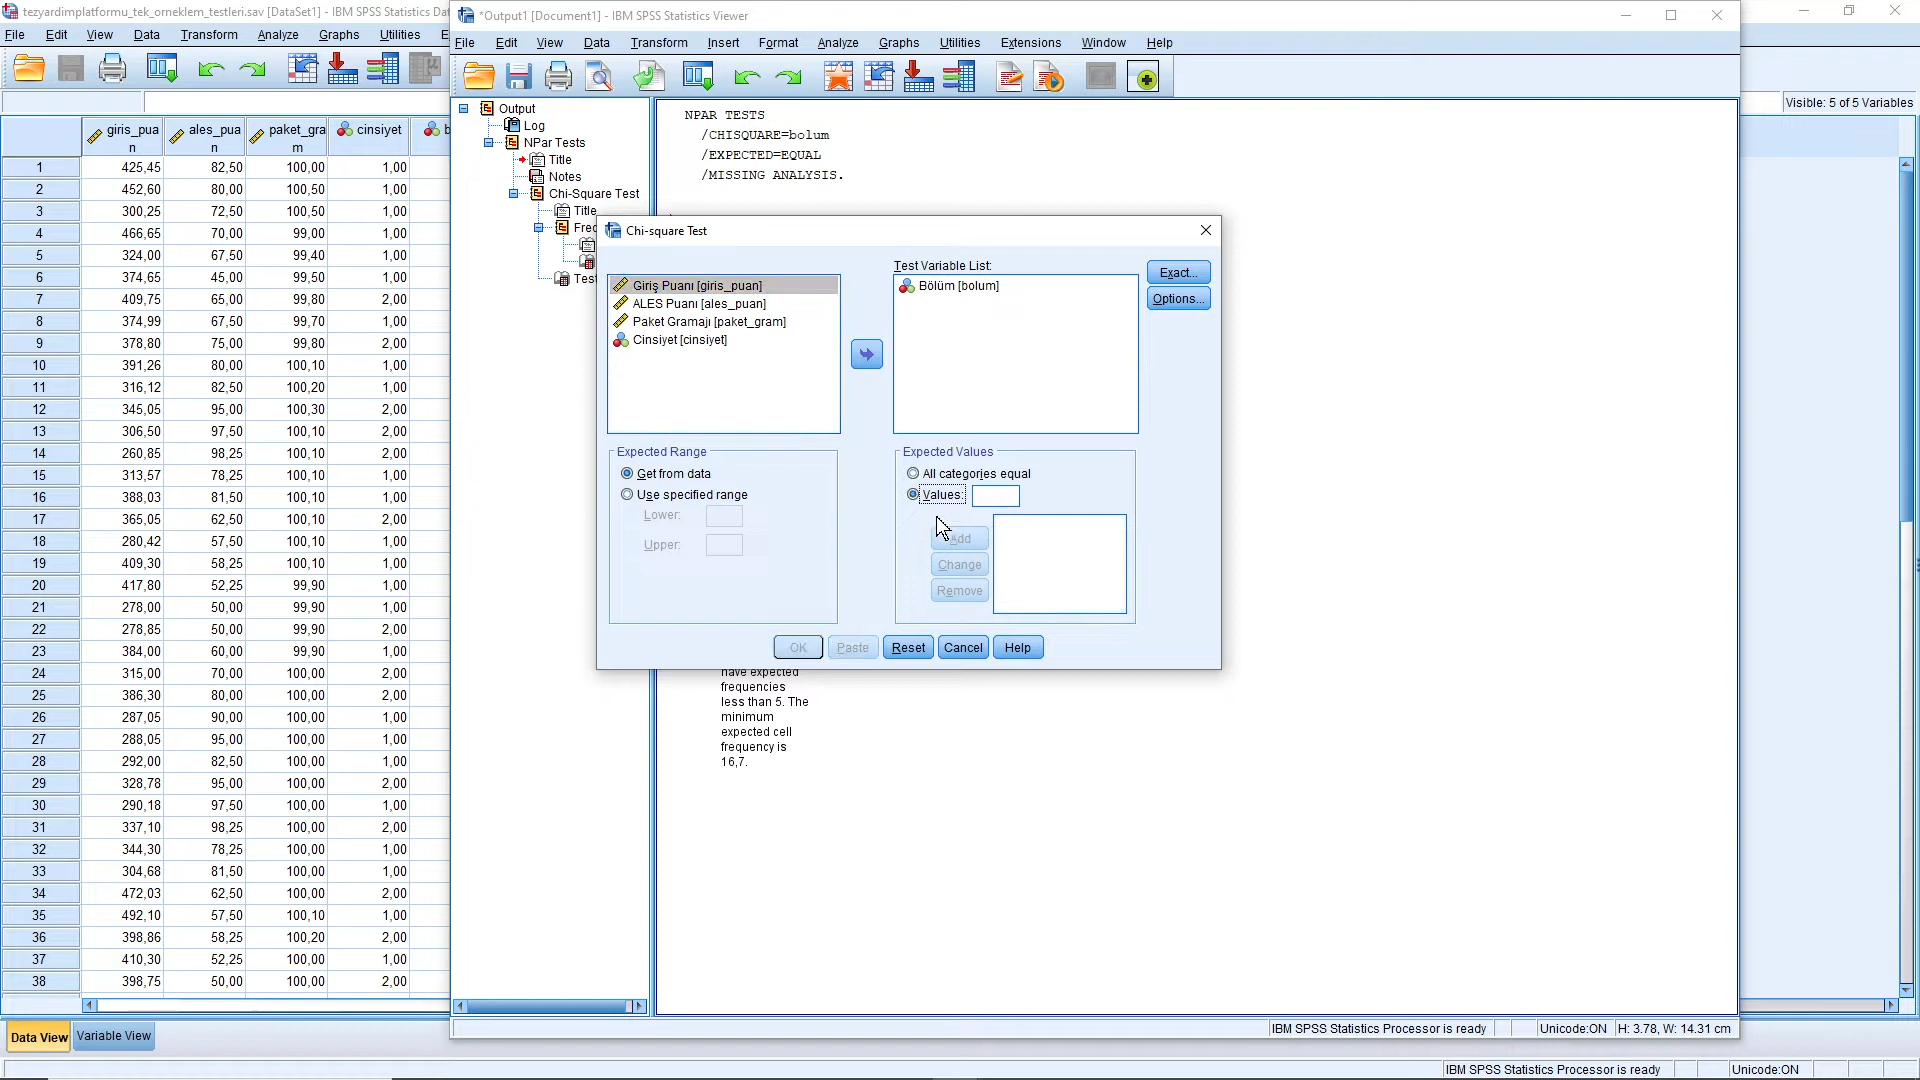 tezyardimplatformu_tek_orneklem_testleri.sav [DataSet1] - IBM SPSS Statistics Dat
File Edit View Data Transform Analyze Graphs Utilities E
Visible: 5 of 5 Variables
giris_pua
n
ales_pua
n
paket_gra
m
cinsiyet
b
1 425,45 82,50 100,00 1,00
2 452,60 80,00 100,50 1,00
3 300,25 72,50 100,50 1,00
4 466,65 70,00 99,00 1,00
5 324,00 67,50 99,40 1,00
6 374,65 45,00 99,50 1,00
7 409,75 65,00 99,80 2,00
8 374,99 67,50 99,70 1,00
9 378,80 75,00 99,80 2,00
10 391,26 80,00 100,10 1,00
11 316,12 82,50 100,20 1,00
12 345,05 95,00 100,30 2,00
13 306,50 97,50 100,10 2,00
14 260,85 98,25 100,10 2,00
15 313,57 78,25 100,10 1,00
16 388,03 81,50 100,10 1,00
17 365,05 62,50 100,10 2,00
18 280,42 57,50 100,10 1,00
19 409,30 58,25 100,10 1,00
20 417,80 52,25 99,90 1,00
21 278,00 50,00 99,90 1,00
22 278,85 50,00 99,90 2,00
23 384,00 60,00 99,90 1,00
24 315,00 70,00 100,00 2,00
25 386,30 80,00 100,00 2,00
26 287,05 90,00 100,00 1,00
27 288,05 95,00 100,00 1,00
28 292,00 82,50 100,00 1,00
29 328,78 95,00 100,00 2,00
30 290,18 97,50 100,00 1,00
31 337,10 98,25 100,00 2,00
32 344,30 78,25 100,00 1,00
33 304,68 81,50 100,00 1,00
34 472,03 62,50 100,00 2,00
35 492,10 57,50 100,10 1,00
36 398,86 58,25 100,20 2,00
37 410,30 52,25 100,00 1,00
38 398,75 50,00 100,00 2,00
Data View Variable View
IBM SPSS Statistics Processor is ready Unicode:ON
*Output1 [Document1] - IBM SPSS Statistics Viewer
File Edit View Data Transform Insert Format Analyze Graphs Utilities Extensions Window Help
Output
Log
NPar Tests
Title
Notes
Chi-Square Test
Title
Frec
Test
NPAR TESTS
/CHISQUARE=bolum
/EXPECTED=EQUAL
/MISSING ANALYSIS.
have expected
frequencies
less than 5. The
minimum
expected cell
frequency is
16,7.
IBM SPSS Statistics Processor is ready Unicode:ON H: 3.78, W: 14.31 cm
Chi-square Test
Giriş Puanı [giris_puan]
ALES Puanı [ales_puan]
Paket Gramajı [paket_gram]
Cinsiyet [cinsiyet]
Test Variable List:
Bölüm [bolum]
Exact...
Options...
Expected Range
Get from data
Use specified range
Lower:
Upper:
Expected Values
All categories equal
Values:
Add
Change
Remove
OK Paste Reset Cancel Help